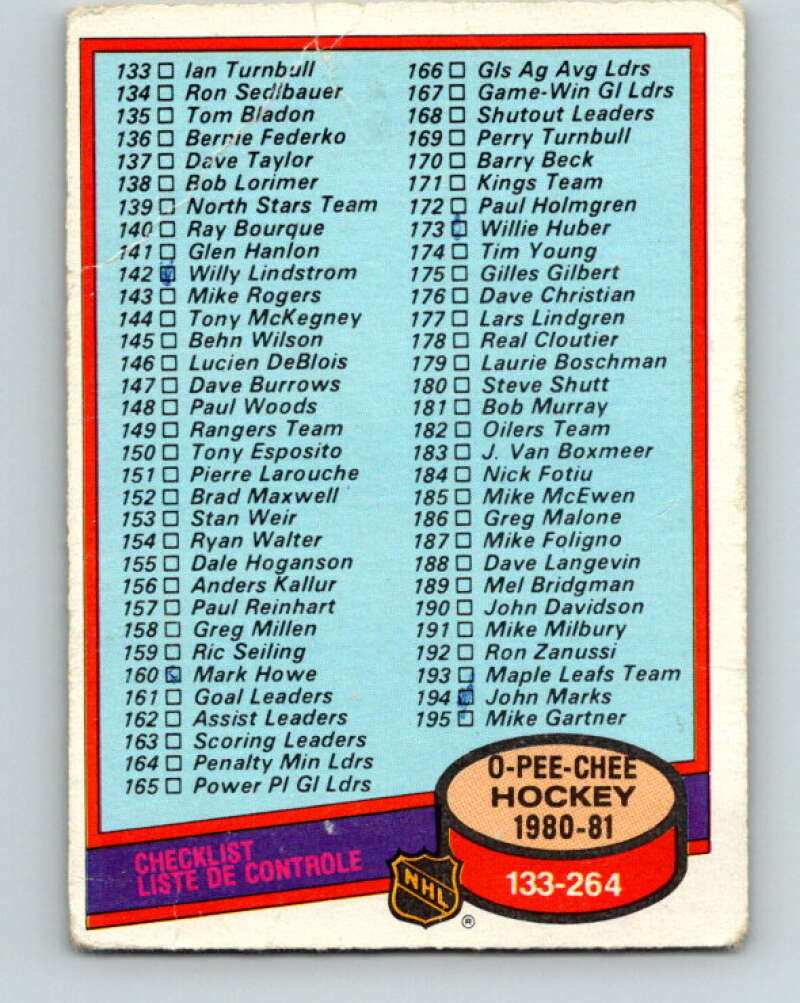 133 □ Ian Turnbull
134 □ Ron Sedlbauer
135 □ Tom Bladon
136 □ Bernie Federko
137 □ Dave Taylor
138 □ Bob Lorimer
139 □ North Stars Team
140 □ Ray Bourque
141 □ Glen Hanlon
142 □ Willy Lindstrom
143 □ Mike Rogers
144 □ Tony McKegney
145 □ Behn Wilson
146 □ Lucien DeBlois
147 □ Dave Burrows
148 □ Paul Woods
149 □ Rangers Team
150 □ Tony Esposito
151 □ Pierre Larouche
152 □ Brad Maxwell
153 □ Stan Weir
154 □ Ryan Walter
155 □ Dale Hoganson
156 □ Anders Kallur
157 □ Paul Reinhart
158 □ Greg Millen
159 □ Ric Seiling
160 □ Mark Howe
161 □ Goal Leaders
162 □ Assist Leaders
163 □ Scoring Leaders
164 □ Penalty Min Ldrs
165 □ Power Pl Gl Ldrs
166 □ Gls Ag Avg Ldrs
167 □ Game-Win Gl Ldrs
168 □ Shutout Leaders
169 □ Perry Turnbull
170 □ Barry Beck
171 □ Kings Team
172 □ Paul Holmgren
173 □ Willie Huber
174 □ Tim Young
175 □ Gilles Gilbert
176 □ Dave Christian
177 □ Lars Lindgren
178 □ Real Cloutier
179 □ Laurie Boschman
180 □ Steve Shutt
181 □ Bob Murray
182 □ Oilers Team
183 □ J. Van Boxmeer
184 □ Nick Fotiu
185 □ Mike McEwen
186 □ Greg Malone
187 □ Mike Foligno
188 □ Dave Langevin
189 □ Mel Bridgman
190 □ John Davidson
191 □ Mike Milbury
192 □ Ron Zanussi
193 □ Maple Leafs Team
194 □ John Marks
195 □ Mike Gartner
O-PEE-CHEE
HOCKEY
1980-81
133-264
CHECKLIST
LISTE DE CONTROLE
NHL
®